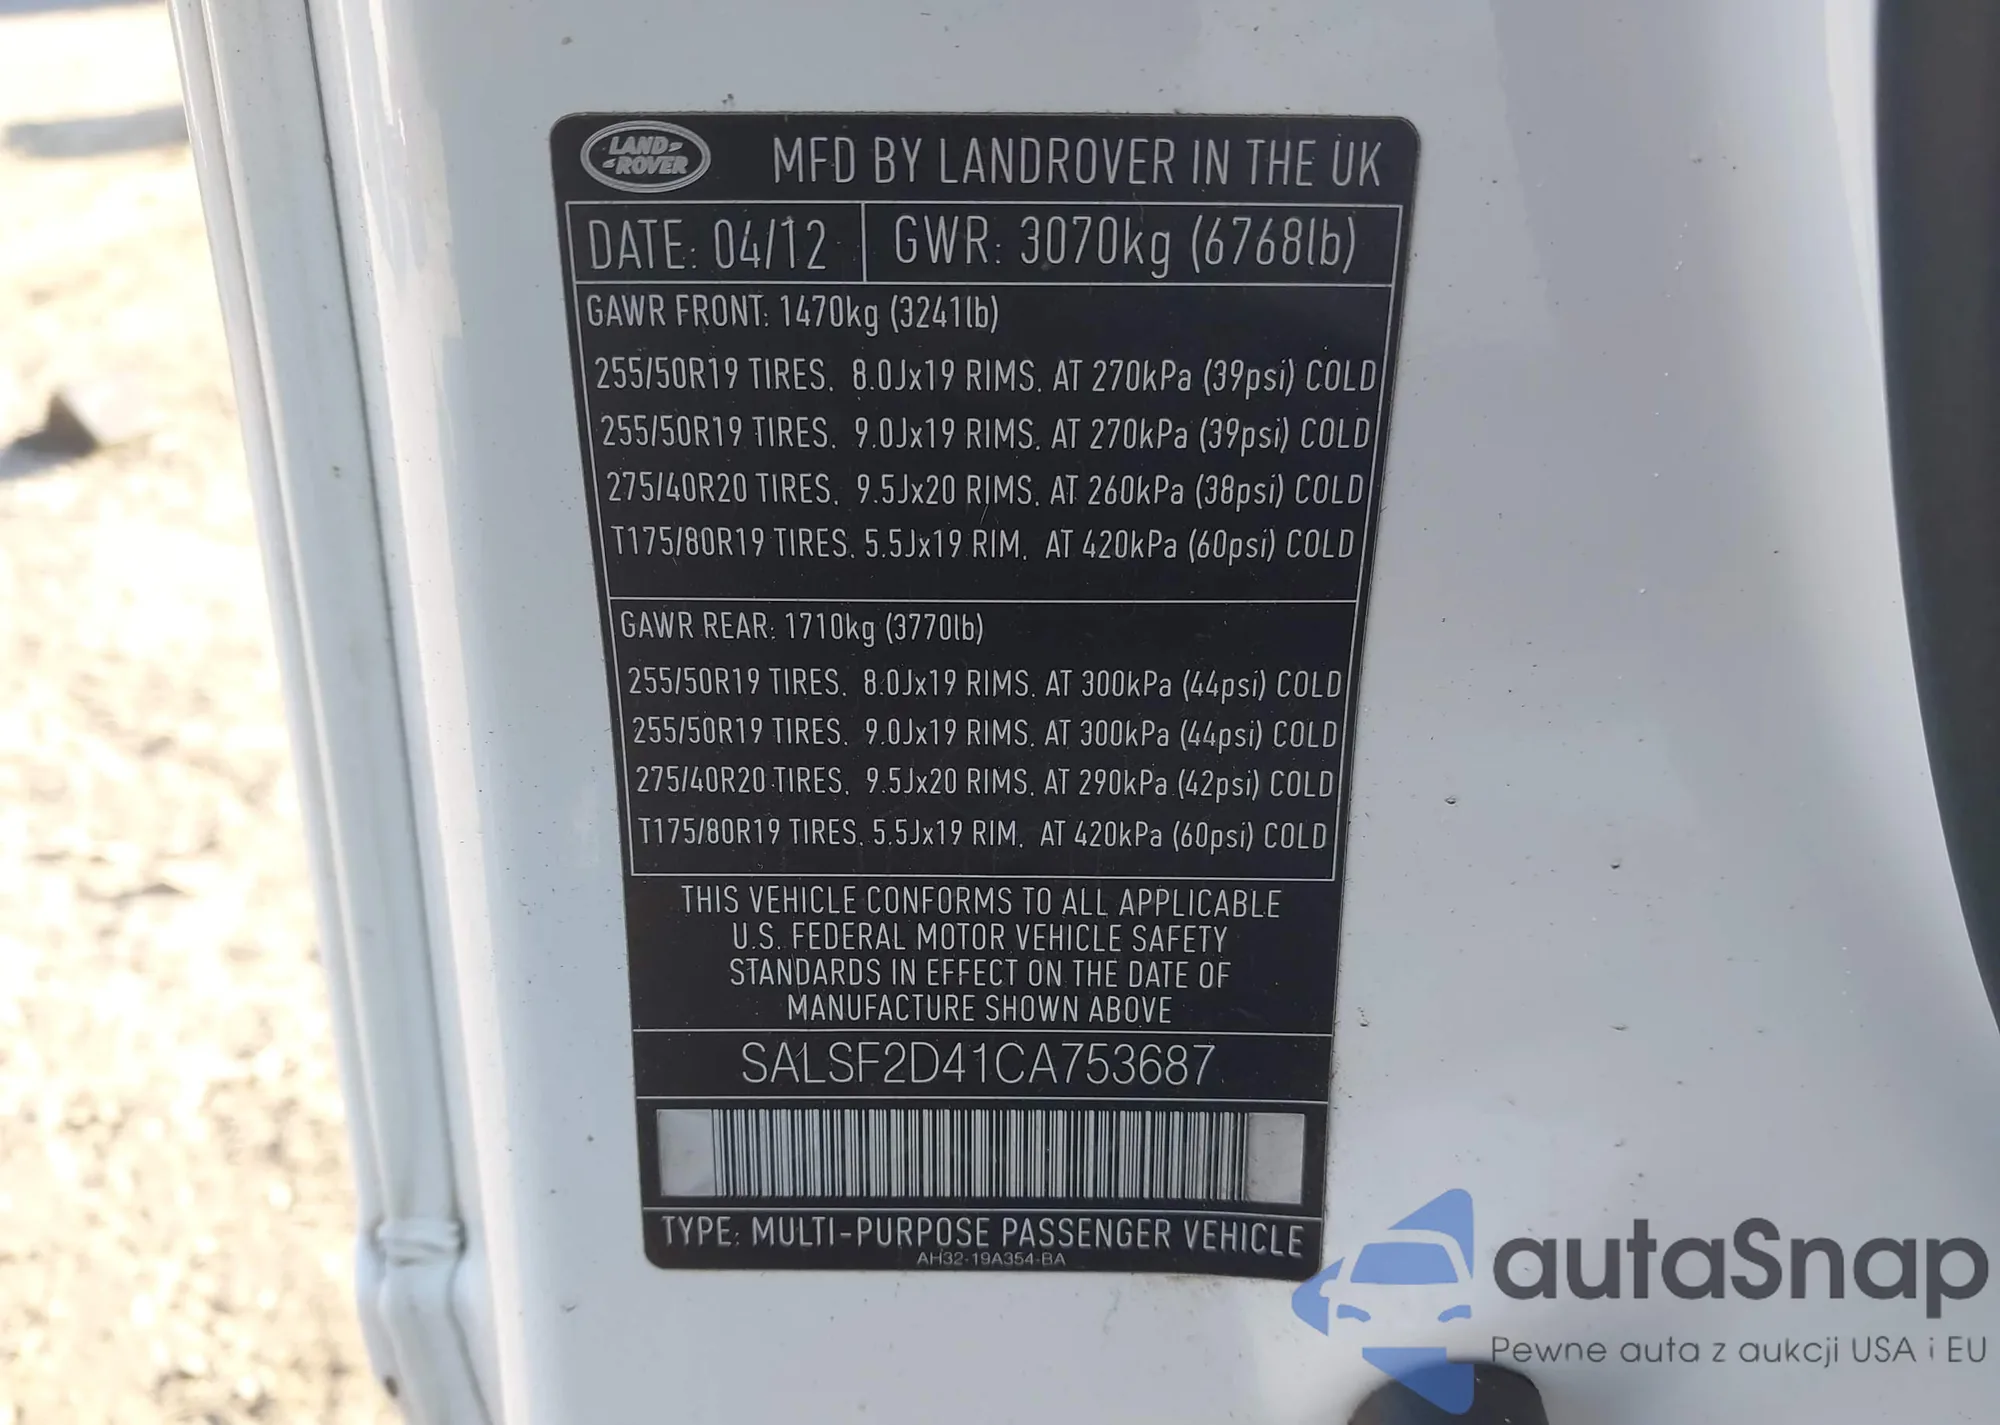 LAND ROVER
MFD BY LANDROVER IN THE UK
DATE: 04/12
GWR: 3070kg (6768lb)
GAWR FRONT: 1470kg (3241lb)
255/50R19 TIRES, 8.0Jx19 RIMS, AT 270kPa (39psi) COLD
255/50R19 TIRES, 9.0Jx19 RIMS, AT 270kPa (39psi) COLD
275/40R20 TIRES, 9.5Jx20 RIMS, AT 260kPa (38psi) COLD
T175/80R19 TIRES, 5.5Jx19 RIM, AT 420kPa (60psi) COLD
GAWR REAR: 1710kg (3770lb)
255/50R19 TIRES, 8.0Jx19 RIMS, AT 300kPa (44psi) COLD
255/50R19 TIRES, 9.0Jx19 RIMS, AT 300kPa (44psi) COLD
275/40R20 TIRES, 9.5Jx20 RIMS, AT 290kPa (42psi) COLD
T175/80R19 TIRES, 5.5Jx19 RIM, AT 420kPa (60psi) COLD
THIS VEHICLE CONFORMS TO ALL APPLICABLE
U.S. FEDERAL MOTOR VEHICLE SAFETY
STANDARDS IN EFFECT ON THE DATE OF
MANUFACTURE SHOWN ABOVE
SALSF2D41CA753687
TYPE: MULTI-PURPOSE PASSENGER VEHICLE
AH32-19A354-BA
autaSnap
Pewne auta z aukcji USA i EU